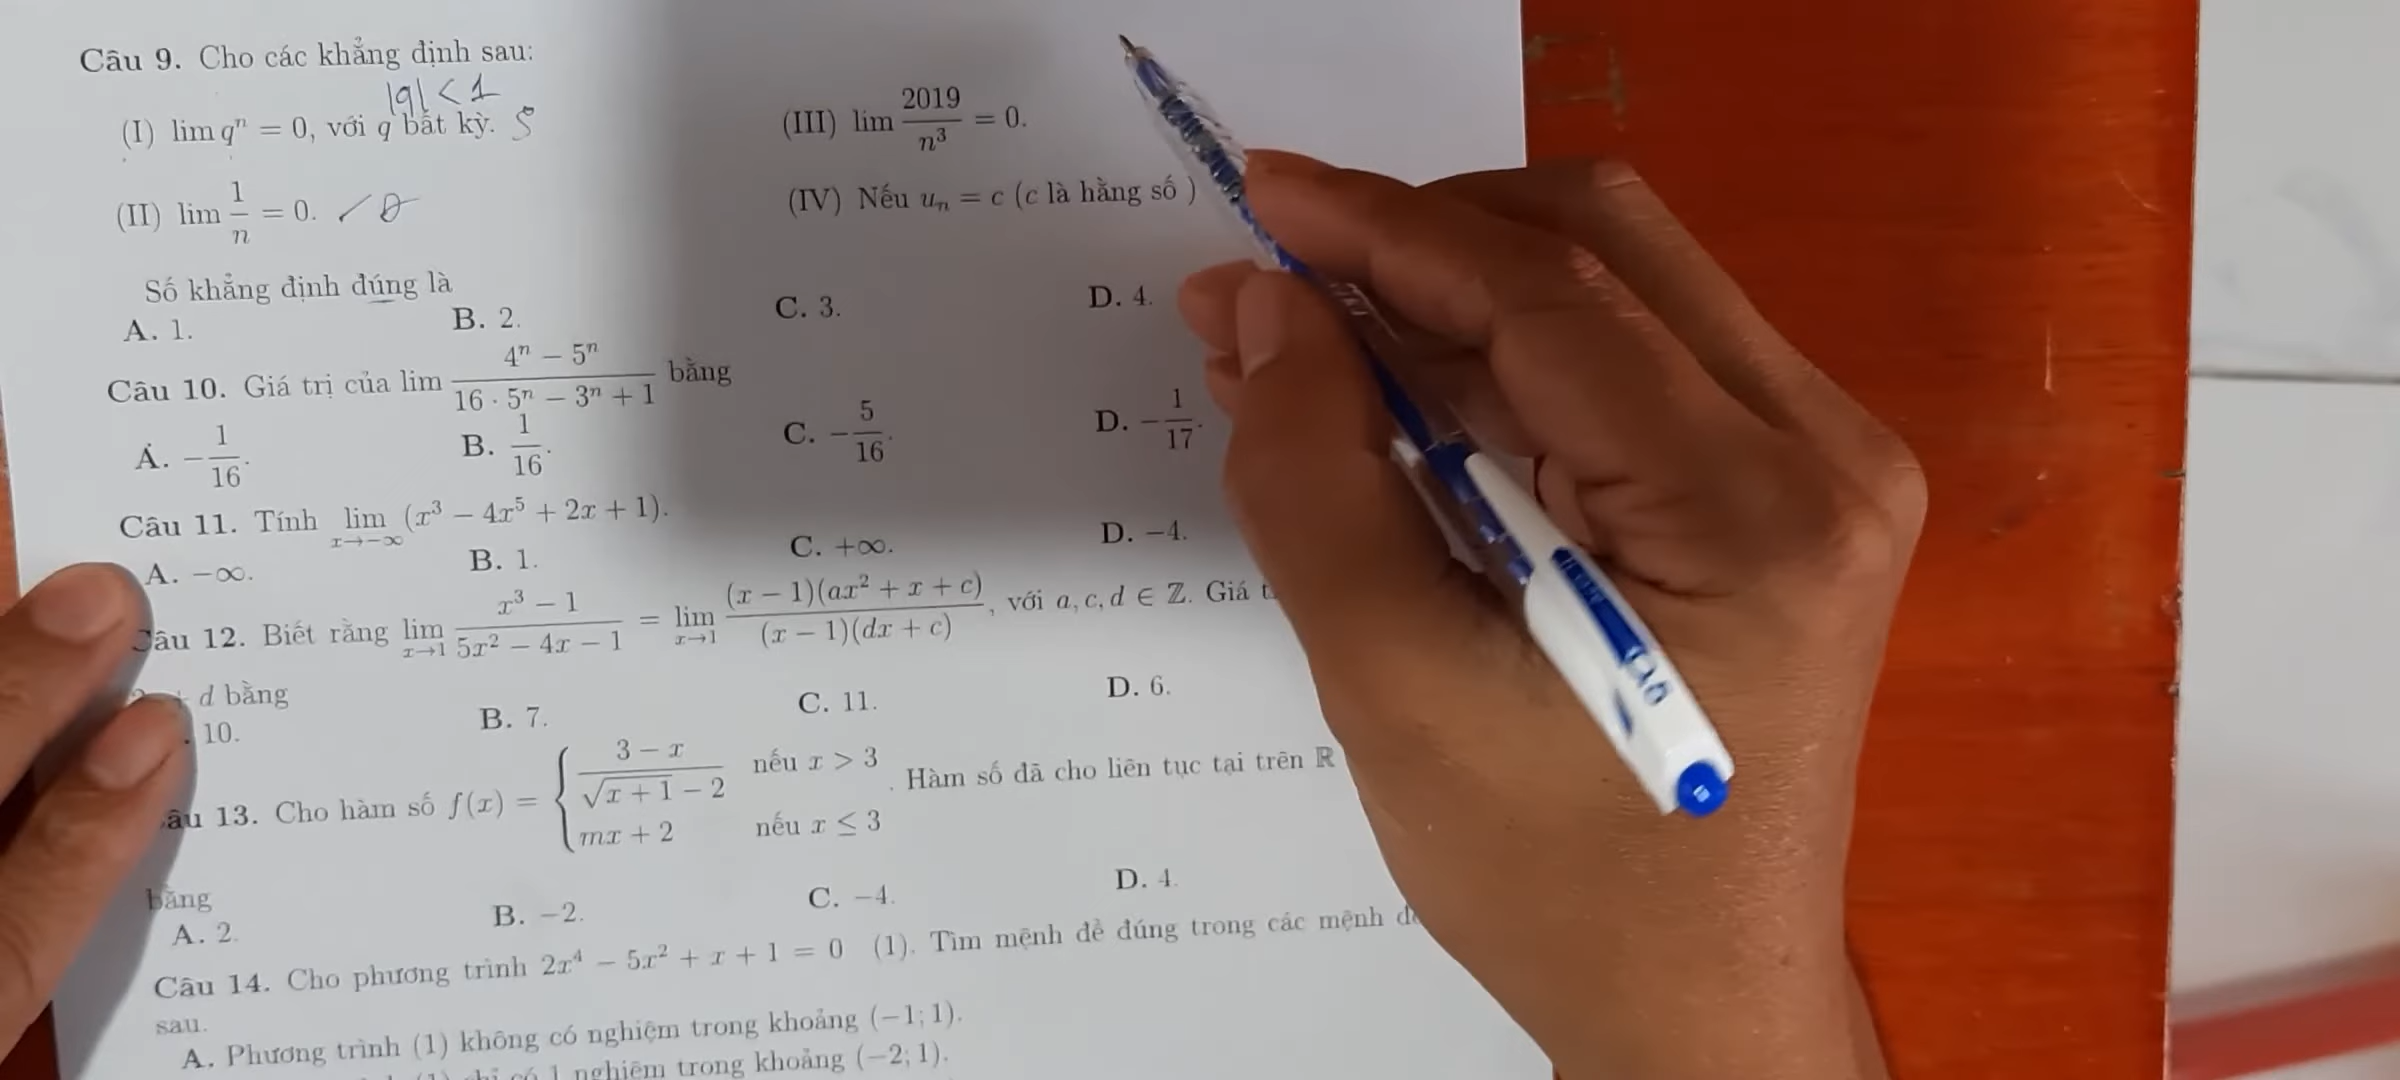 Câu 9. Cho các khẳng định sau:
|q| < 1
(I) lim qⁿ = 0, với q bất kỳ. S
(III) lim 2019/n³ = 0.
(II) lim 1/n = 0. Đ
(IV) Nếu uₙ = c (c là hằng số )
Số khẳng định đúng là
A. 1. B. 2. C. 3. D. 4.
Câu 10. Giá trị của lim (4ⁿ − 5ⁿ)/(16 · 5ⁿ − 3ⁿ + 1) bằng
A. −1/16. B. 1/16. C. −5/16. D. −1/17.
Câu 11. Tính lim x→−∞ (x³ − 4x⁵ + 2x + 1).
A. −∞. B. 1. C. +∞. D. −4.
Câu 12. Biết rằng lim x→1 (x³ − 1)/(5x² − 4x − 1) = lim x→1 ((x − 1)(ax² + x + c))/((x − 1)(dx + c)), với a, c, d ∈ ℤ. Giá
d bằng
10. B. 7. C. 11. D. 6.
Câu 13. Cho hàm số f(x) = { (3 − x)/(√(x + 1) − 2) nếu x > 3
mx + 2 nếu x ≤ 3 . Hàm số đã cho liên tục tại trên ℝ
bằng
A. 2. B. −2. C. −4. D. 4.
Câu 14. Cho phương trình 2x⁴ − 5x² + x + 1 = 0 (1). Tìm mệnh đề đúng trong các mệnh
sau.
A. Phương trình (1) không có nghiệm trong khoảng (−1; 1).
có 1 nghiệm trong khoảng (−2; 1).